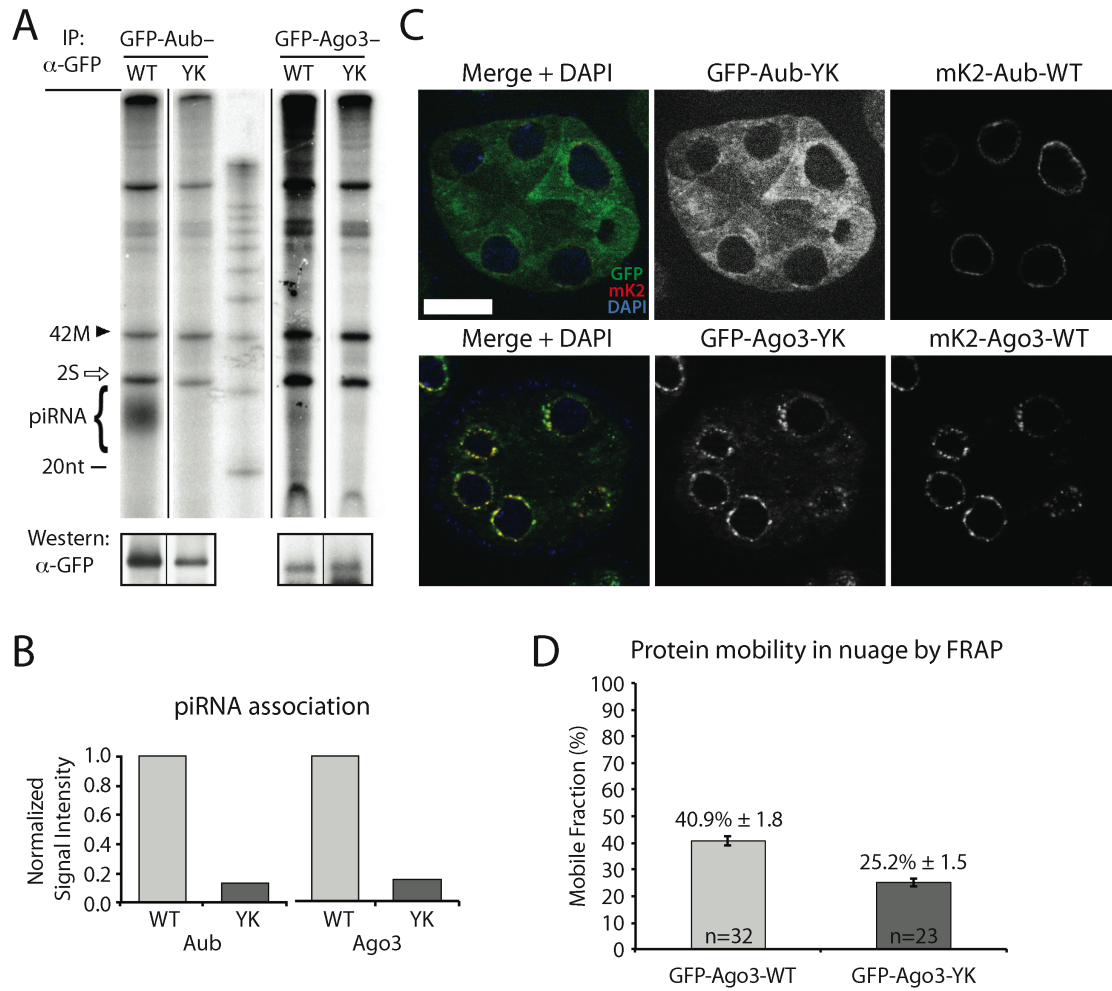 A
IP:
α-GFP
GFP-Aub–
GFP-Ago3–
WT
YK
WT
YK
42M
2S
piRNA
20nt
Western:
α-GFP
C
Merge + DAPI
GFP-Aub-YK
mK2-Aub-WT
GFP
mK2
DAPI
Merge + DAPI
GFP-Ago3-YK
mK2-Ago3-WT
B
piRNA association
Normalized
Signal Intensity
1.0
0.8
0.6
0.4
0.2
0.0
WT
YK
WT
YK
Aub
Ago3
D
Protein mobility in nuage by FRAP
Mobile Fraction (%)
100
90
80
70
60
50
40
30
20
10
0
40.9% ± 1.8
25.2% ± 1.5
n=32
n=23
GFP-Ago3-WT
GFP-Ago3-YK